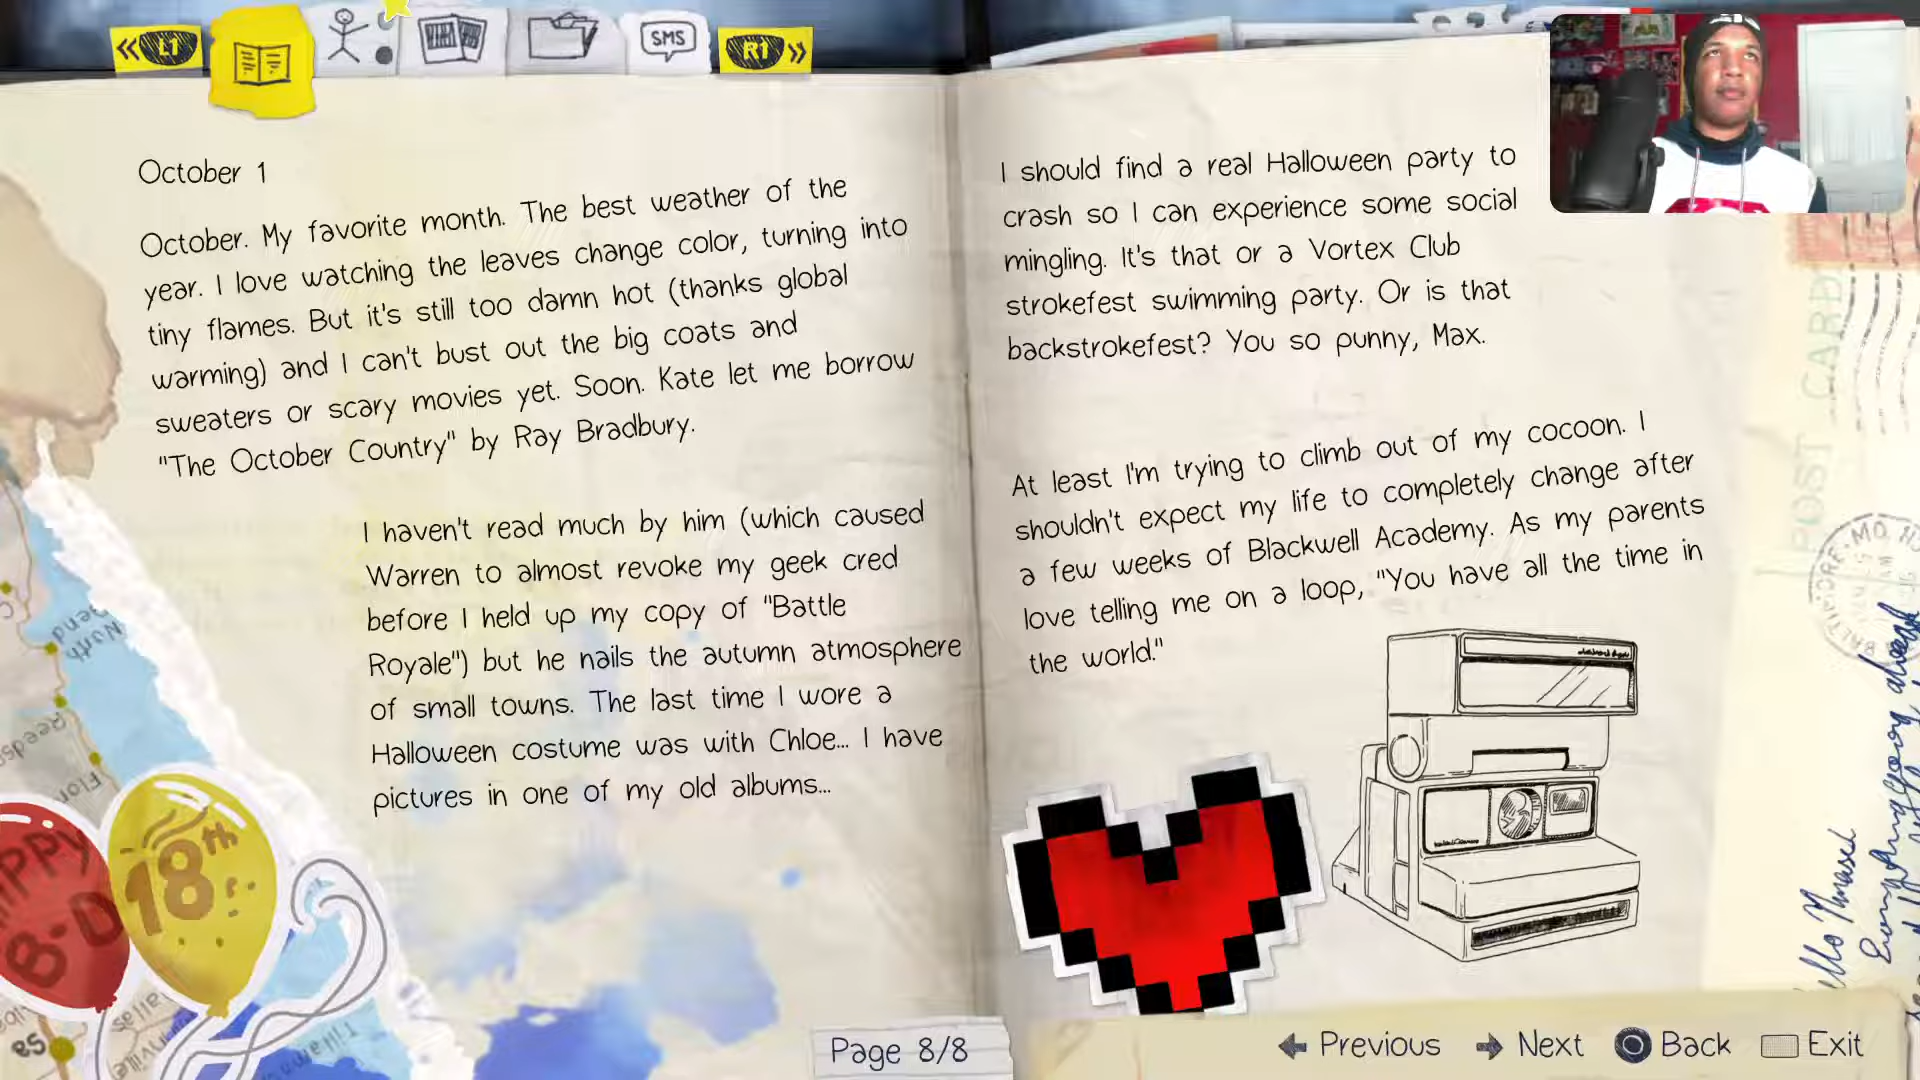 L1
SMS
R1
October 1
October. My favorite month. The best weather of the
year. I love watching the leaves change color, turning into
tiny flames. But it's still too damn hot (thanks global
warming) and I can't bust out the big coats and
sweaters or scary movies yet. Soon. Kate let me borrow
"The October Country" by Ray Bradbury.
I haven't read much by him (which caused
Warren to almost revoke my geek cred
before I held up my copy of "Battle
Royale") but he nails the autumn atmosphere
of small towns. The last time I wore a
Halloween costume was with Chloe... I have
pictures in one of my old albums...
I should find a real Halloween party to
crash so I can experience some social
mingling. It's that or a Vortex Club
strokefest swimming party. Or is that
backstrokefest? You so punny, Max.
At least I'm trying to climb out of my cocoon. I
shouldn't expect my life to completely change after
a few weeks of Blackwell Academy. As my parents
love telling me on a loop, "You have all the time in
the world."
North
Bend
18th
8-D
POST CARD
Page 8/8
Previous
Next
Back
Exit